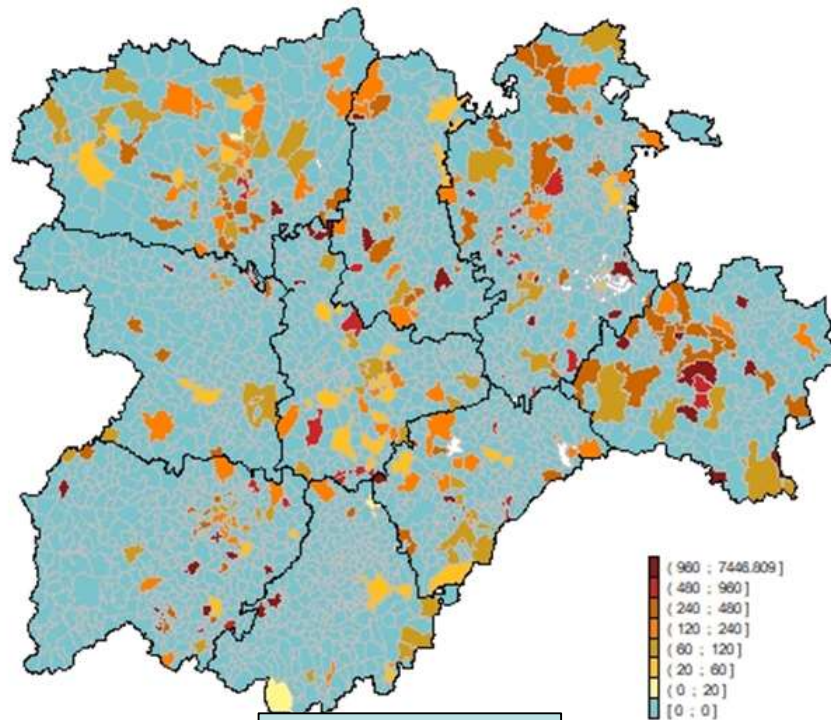 ( 960 ; 7446.809 ]
( 480 ; 960 ]
( 240 ; 480 ]
( 120 ; 240 ]
( 60 ; 120 ]
( 20 ; 60 ]
( 0 ; 20 ]
[ 0 ; 0 ]